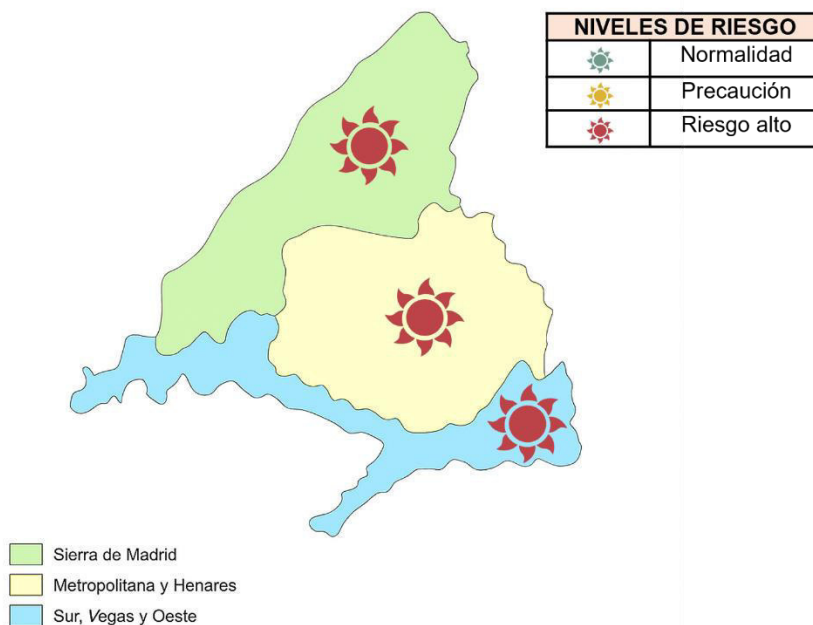 NIVELES DE RIESGO
Normalidad
Precaución
Riesgo alto
Sierra de Madrid
Metropolitana y Henares
Sur, Vegas y Oeste